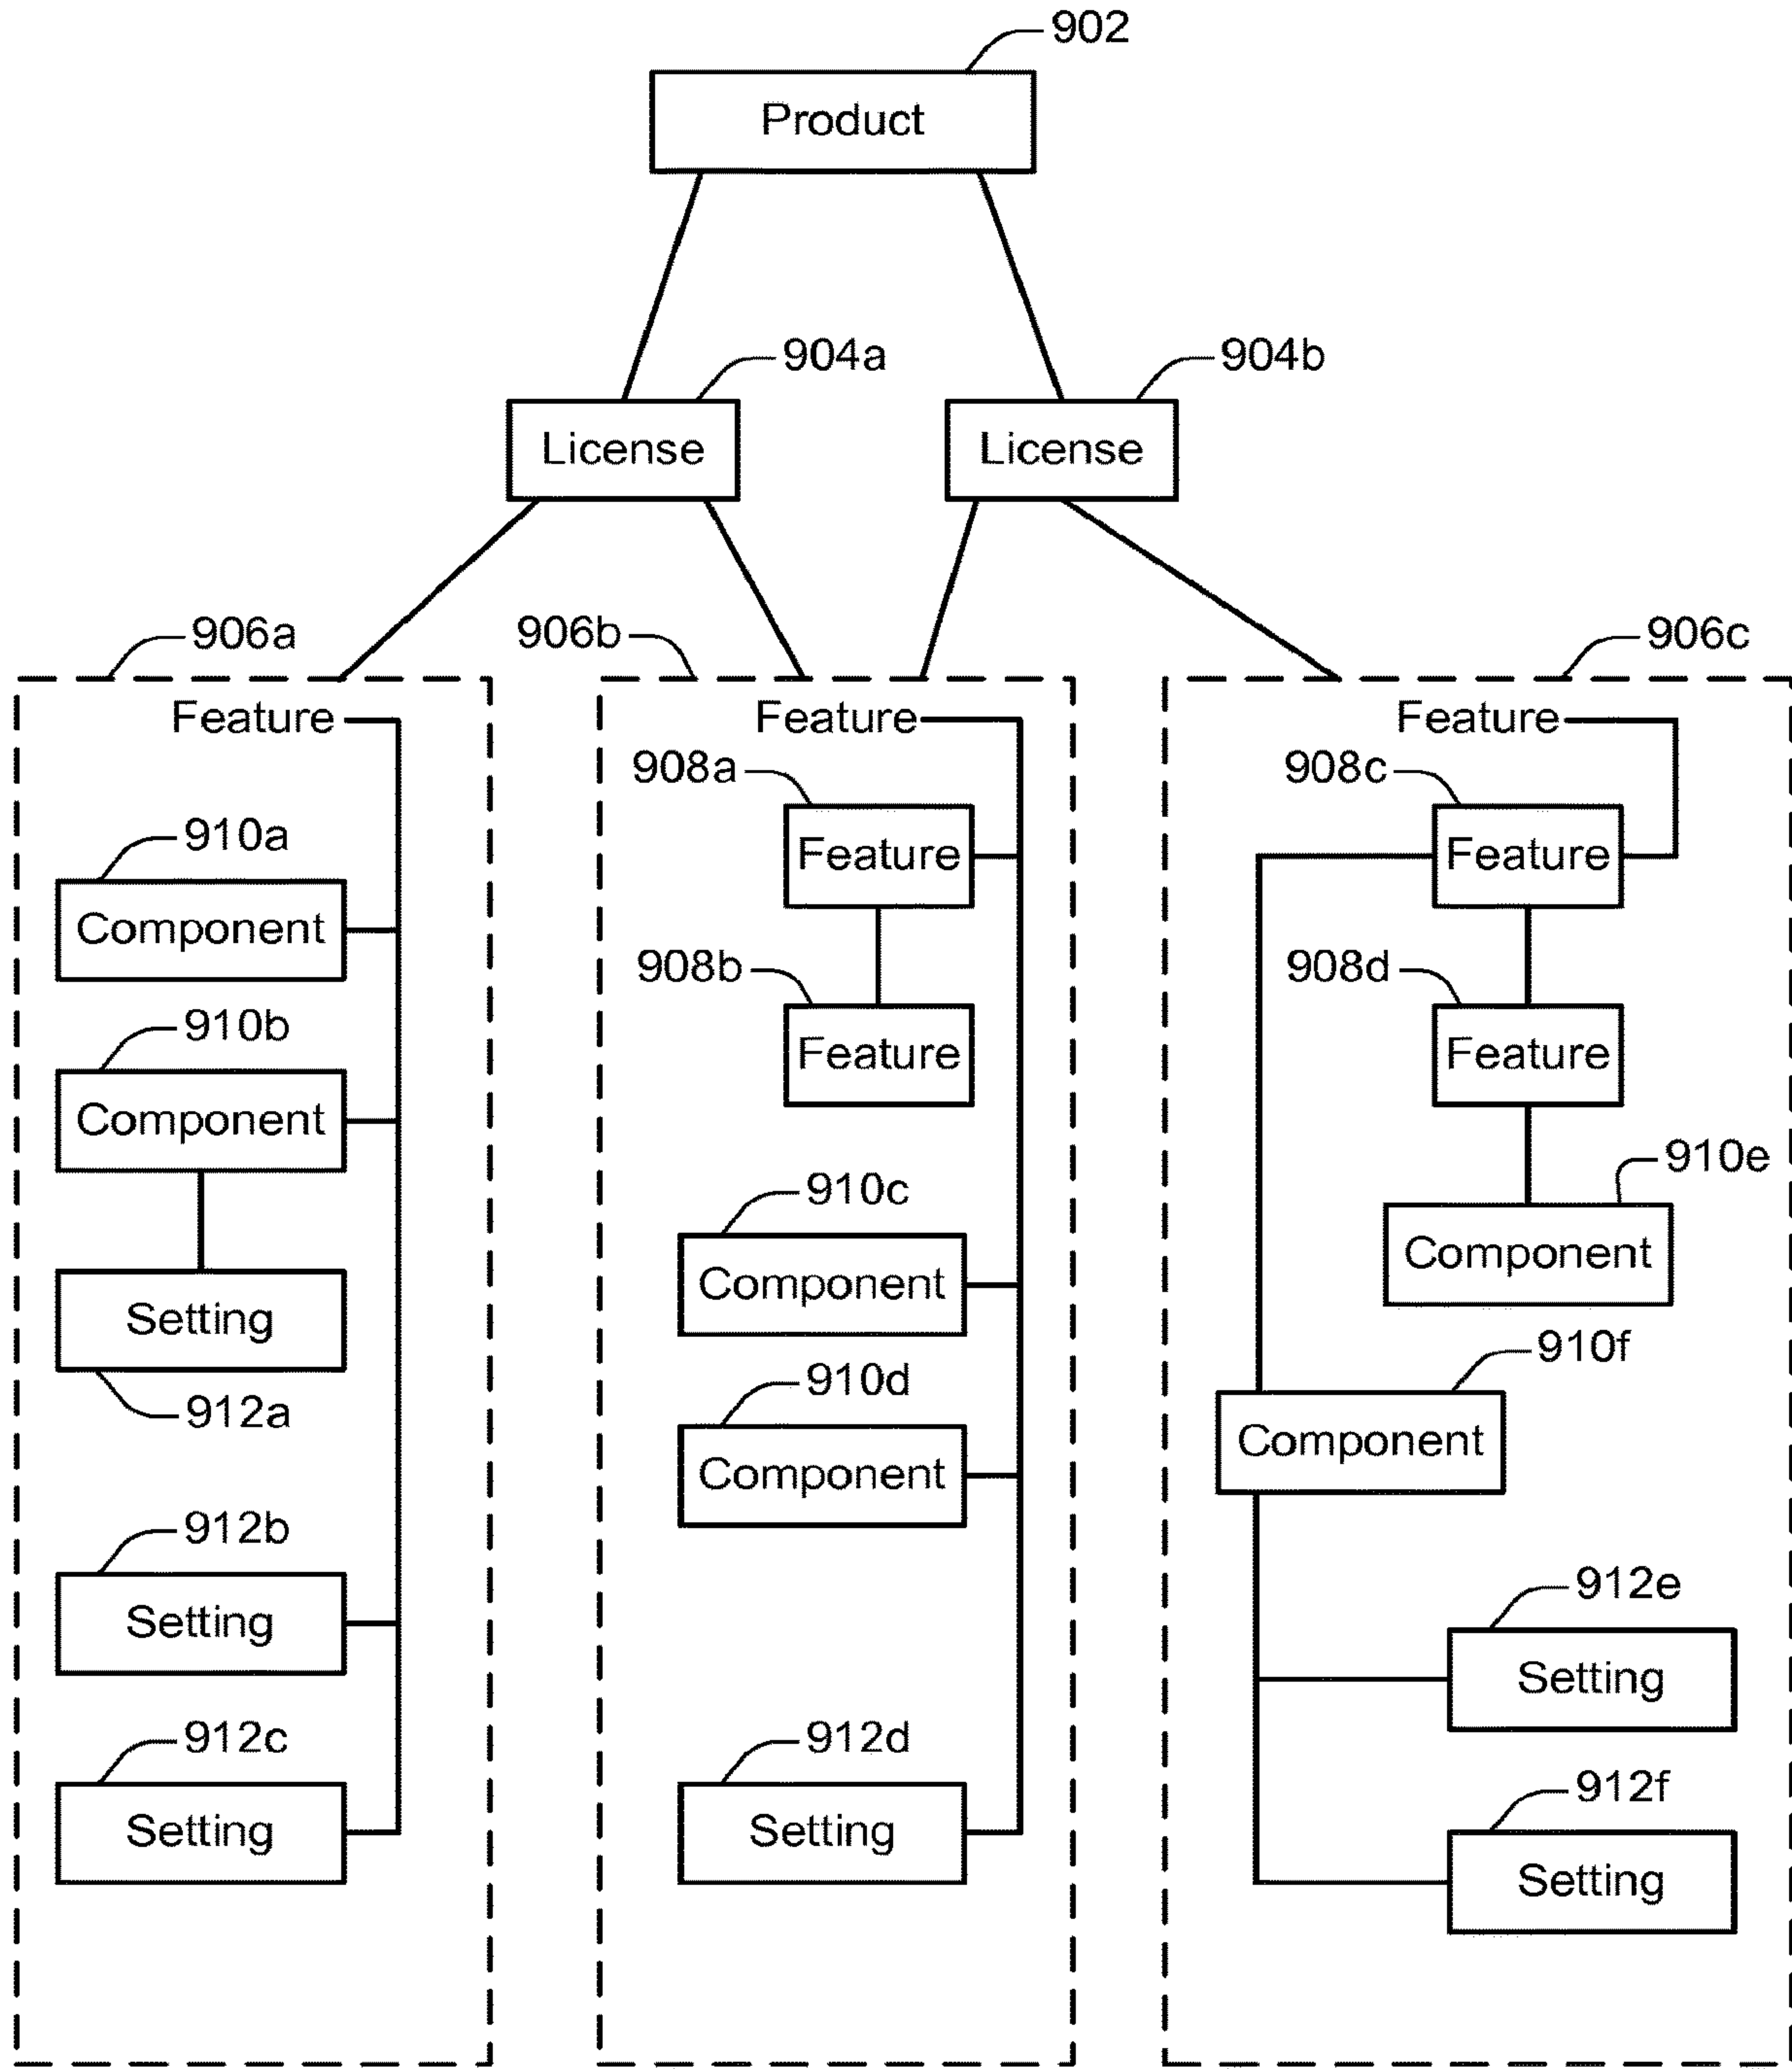 902
Product
904a
904b
License
License
906a
906b
906c
Feature
910a
Component
910b
Component
Setting
912a
912b
Setting
912c
Setting
Feature
908a
Feature
908b
Feature
910c
Component
910d
Component
912d
Setting
Feature
908c
Feature
908d
Feature
910e
Component
910f
Component
912e
Setting
912f
Setting